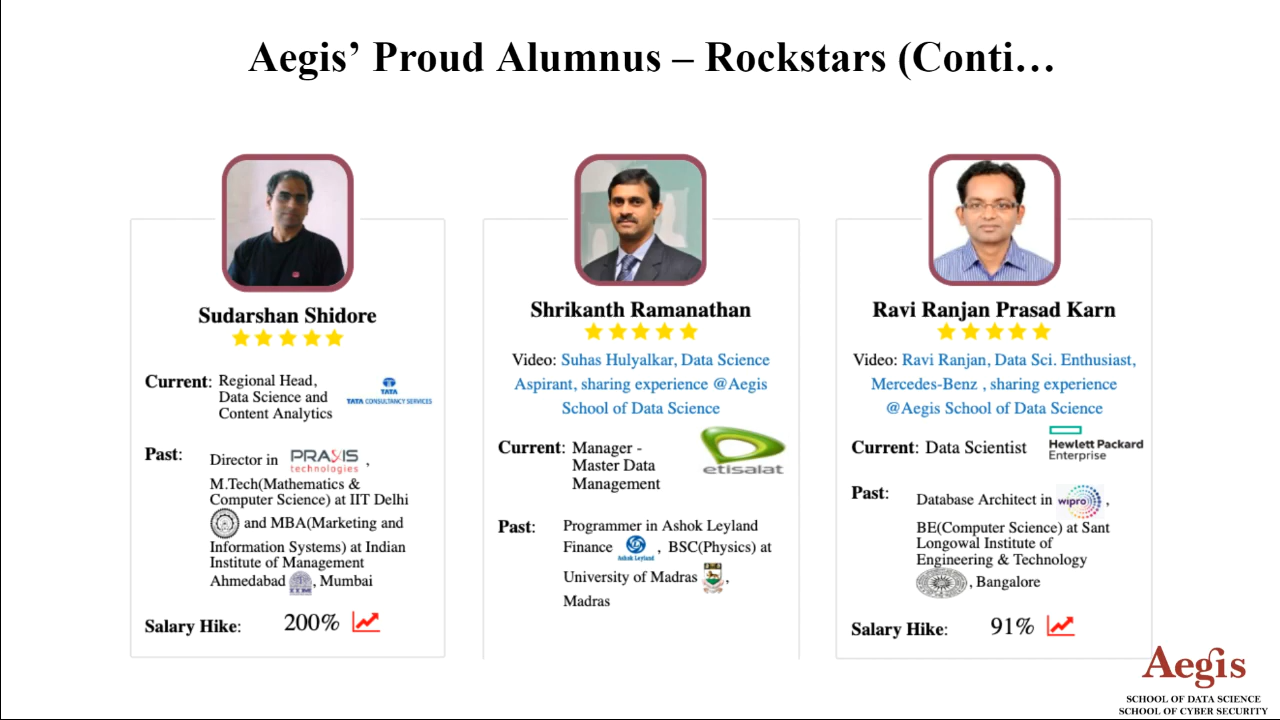 Aegis’ Proud Alumnus – Rockstars (Conti…
Sudarshan Shidore
Current: Regional Head,
Data Science and
Content Analytics
TATA
TATA CONSULTANCY SERVICES
Past: Director in PRAXIS technologies ,
M.Tech(Mathematics &
Computer Science) at IIT Delhi
and MBA(Marketing and
Information Systems) at Indian
Institute of Management
Ahmedabad , Mumbai
Salary Hike: 200%
Shrikanth Ramanathan
Video: Suhas Hulyalkar, Data Science
Aspirant, sharing experience @Aegis
School of Data Science
Current: Manager -
Master Data
Management
etisalat
Past: Programmer in Ashok Leyland
Finance Ashok Leyland , BSC(Physics) at
University of Madras ,
Madras
Ravi Ranjan Prasad Karn
Video: Ravi Ranjan, Data Sci. Enthusiast,
Mercedes-Benz , sharing experience
@Aegis School of Data Science
Current: Data Scientist
Hewlett Packard
Enterprise
Past: Database Architect in wipro ,
BE(Computer Science) at Sant
Longowal Institute of
Engineering & Technology
, Bangalore
Salary Hike: 91%
Aegis
SCHOOL OF DATA SCIENCE
SCHOOL OF CYBER SECURITY